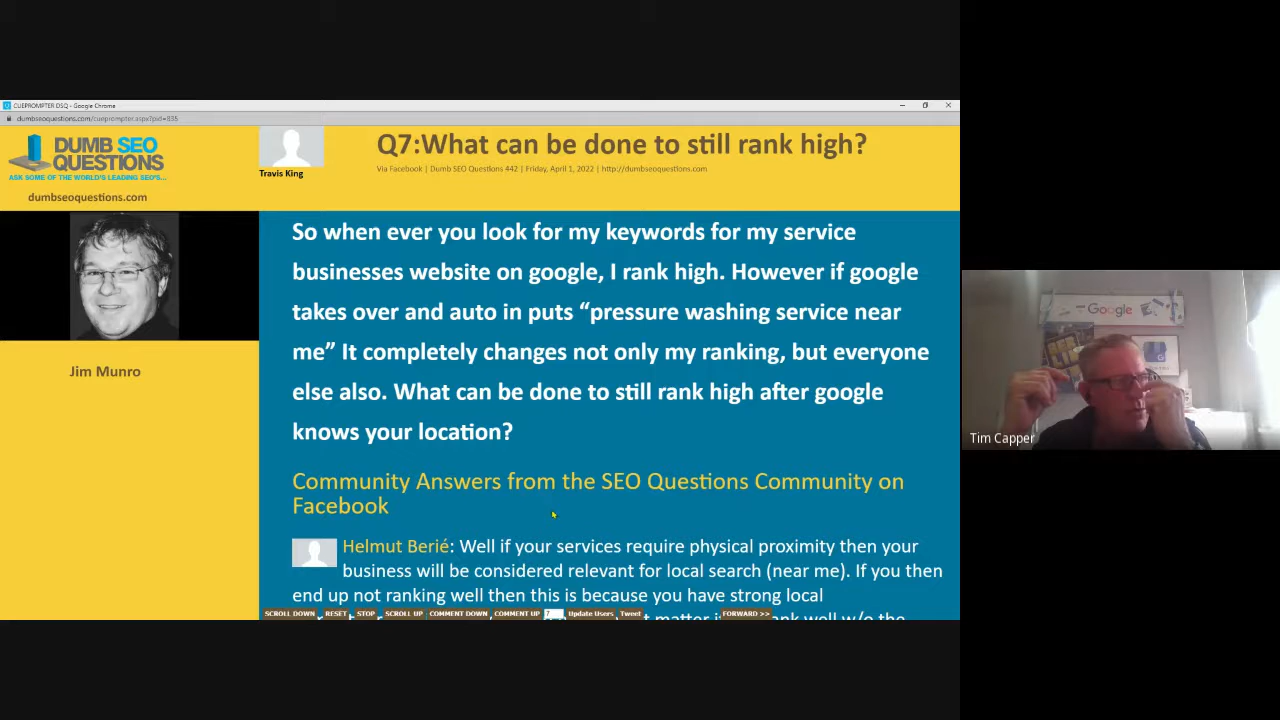 CUEPROMPTER DSQ - Google Chrome
dumbseoquestions.com/cueprompter.aspx?pid=835
DUMB SEO
QUESTIONS
ASK SOME OF THE WORLD'S LEADING SEO'S...
dumbseoquestions.com
Travis King
Q7:What can be done to still rank high?
Via Facebook | Dumb SEO Questions 442 | Friday, April 1, 2022 | http://dumbseoquestions.com
Jim Munro
So when ever you look for my keywords for my service
businesses website on google, I rank high. However if google
takes over and auto in puts “pressure washing service near
me” It completely changes not only my ranking, but everyone
else also. What can be done to still rank high after google
knows your location?
Community Answers from the SEO Questions Community on
Facebook
Helmut Berié: Well if your services require physical proximity then your
business will be considered relevant for local search (near me). If you then
end up not ranking well then this is because you have strong local
SCROLL DOWN RESET STOP SCROLL UP COMMENT DOWN COMMENT UP 7 Update Users Tweet FORWARD >>
Google
Tim Capper